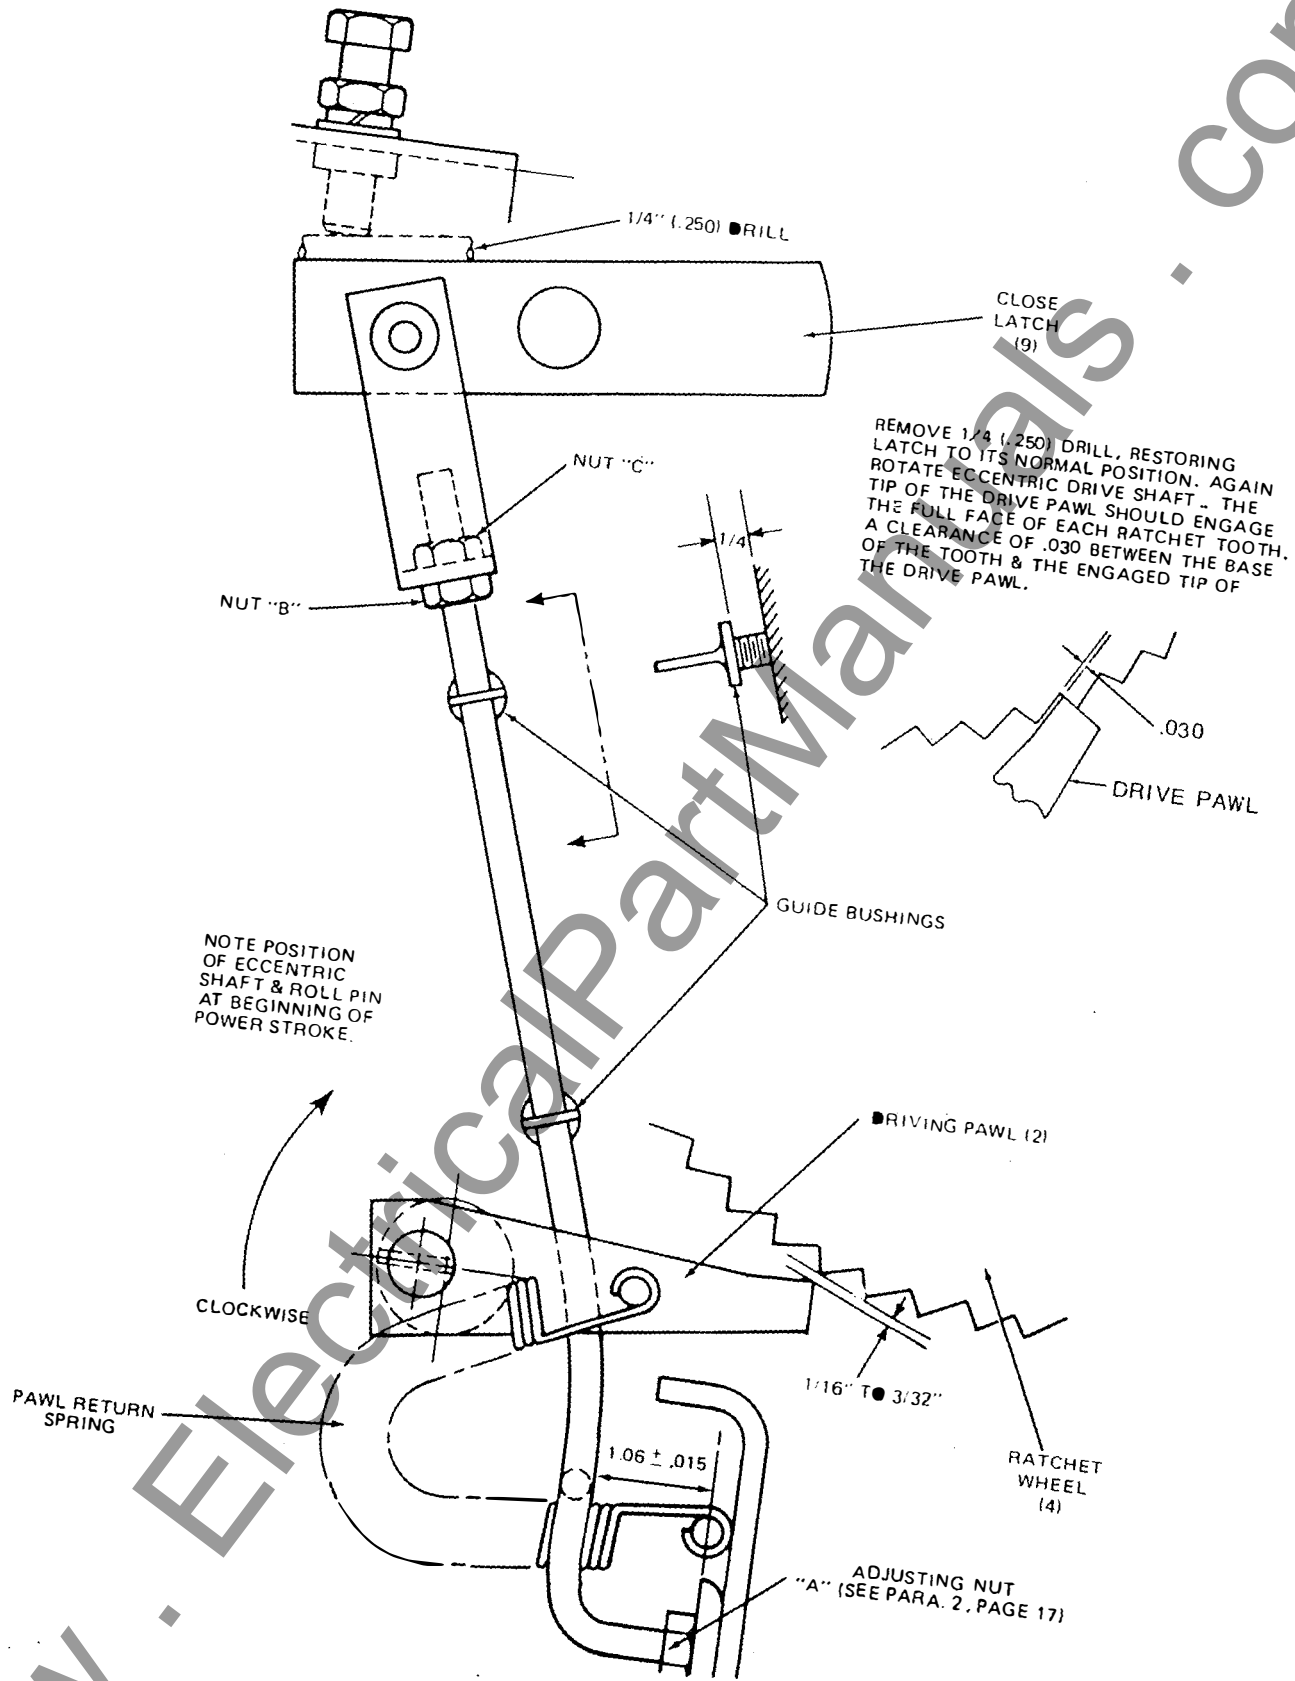 1/4" (.250) DRILL
CLOSE
LATCH
(9)
REMOVE 1/4 (.250) DRILL, RESTORING
LATCH TO ITS NORMAL POSITION. AGAIN
ROTATE ECCENTRIC DRIVE SHAFT. THE
TIP OF THE DRIVE PAWL SHOULD ENGAGE
THE FULL FACE OF EACH RATCHET TOOTH.
A CLEARANCE OF .030 BETWEEN THE BASE
OF THE TOOTH & THE ENGAGED TIP OF
THE DRIVE PAWL.
NUT "C"
1/4
NUT "B"
.030
DRIVE PAWL
GUIDE BUSHINGS
NOTE POSITION
OF ECCENTRIC
SHAFT & ROLL PIN
AT BEGINNING OF
POWER STROKE.
DRIVING PAWL (2)
CLOCKWISE
1/16" TO 3/32"
PAWL RETURN
SPRING
1.06 ± .015
RATCHET
WHEEL
(4)
ADJUSTING NUT
"A" (SEE PARA. 2, PAGE 17)
w . ElectricalPartManuals . com